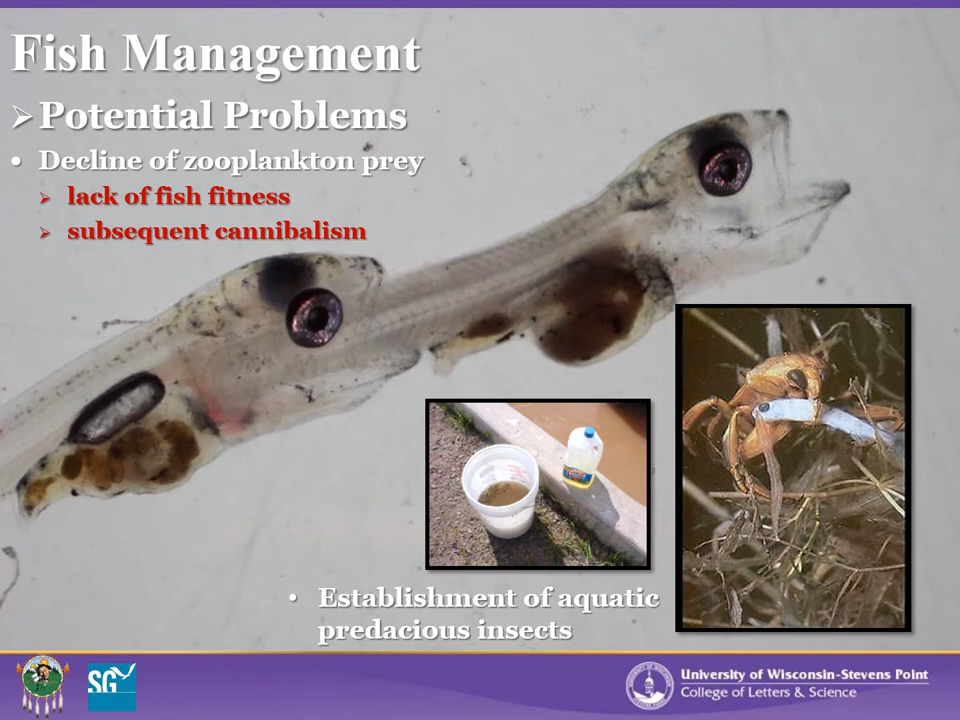 Fish Management
Potential Problems
Decline of zooplankton prey
lack of fish fitness
subsequent cannibalism
Establishment of aquatic
predacious insects
SG
University of Wisconsin-Stevens Point
College of Letters & Science